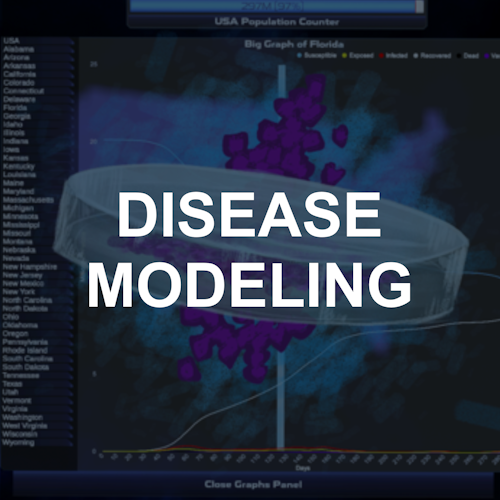 USA Population Counter
USA
Big Graph of Florida
Alabama
Susceptible Exposed Infected Recovered Dead
Arizona
Arkansas
California
Colorado
Connecticut
Delaware
Florida
Georgia
Idaho
Illinois
Indiana
Iowa
Kansas
Kentucky
Louisiana
Maine
Maryland
Massachusetts
Michigan
Minnesota
Mississippi
Missouri
Montana
Nebraska
Nevada
New Hampshire
New Jersey
New Mexico
New York
North Carolina
North Dakota
Ohio
Oklahoma
Oregon
Pennsylvania
Rhode Island
South Carolina
South Dakota
Tennessee
Texas
Utah
Vermont
Virginia
Washington
West Virginia
Wisconsin
Wyoming
DISEASE
MODELING
Days
Close Graphs Panel